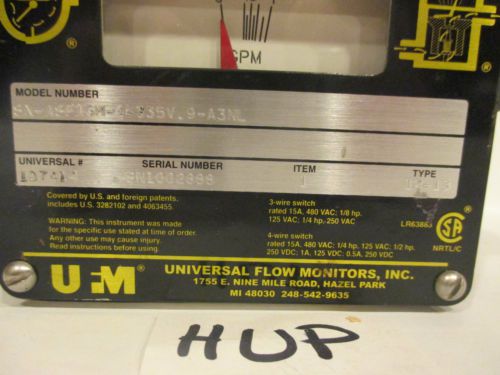 GPM
®
®
MODEL NUMBER
UNIVERSAL # SERIAL NUMBER ITEM TYPE
1
Covered by U.S. and foreign patents.
includes U.S. 3282102 and 4063455.
WARNING: This instrument was made
for the specific use stated at time of order.
Any other use may cause injury.
Read instructions before using.
3-wire switch
rated 15A, 480 VAC; 1/8 hp.
125 VAC; 1/4 hp. 250 VAC
4-wire switch
rated 15A, 480 VAC; 1/4 hp, 125 VAC; 1/2 hp.
250 VDC; 1A, 125 VDC; 0.5A, 250 VDC
LR63863
SA
®
NRTL/C
UFM®
UNIVERSAL FLOW MONITORS, INC.
1755 E. NINE MILE ROAD, HAZEL PARK
MI 48030 248-542-9635
HUP